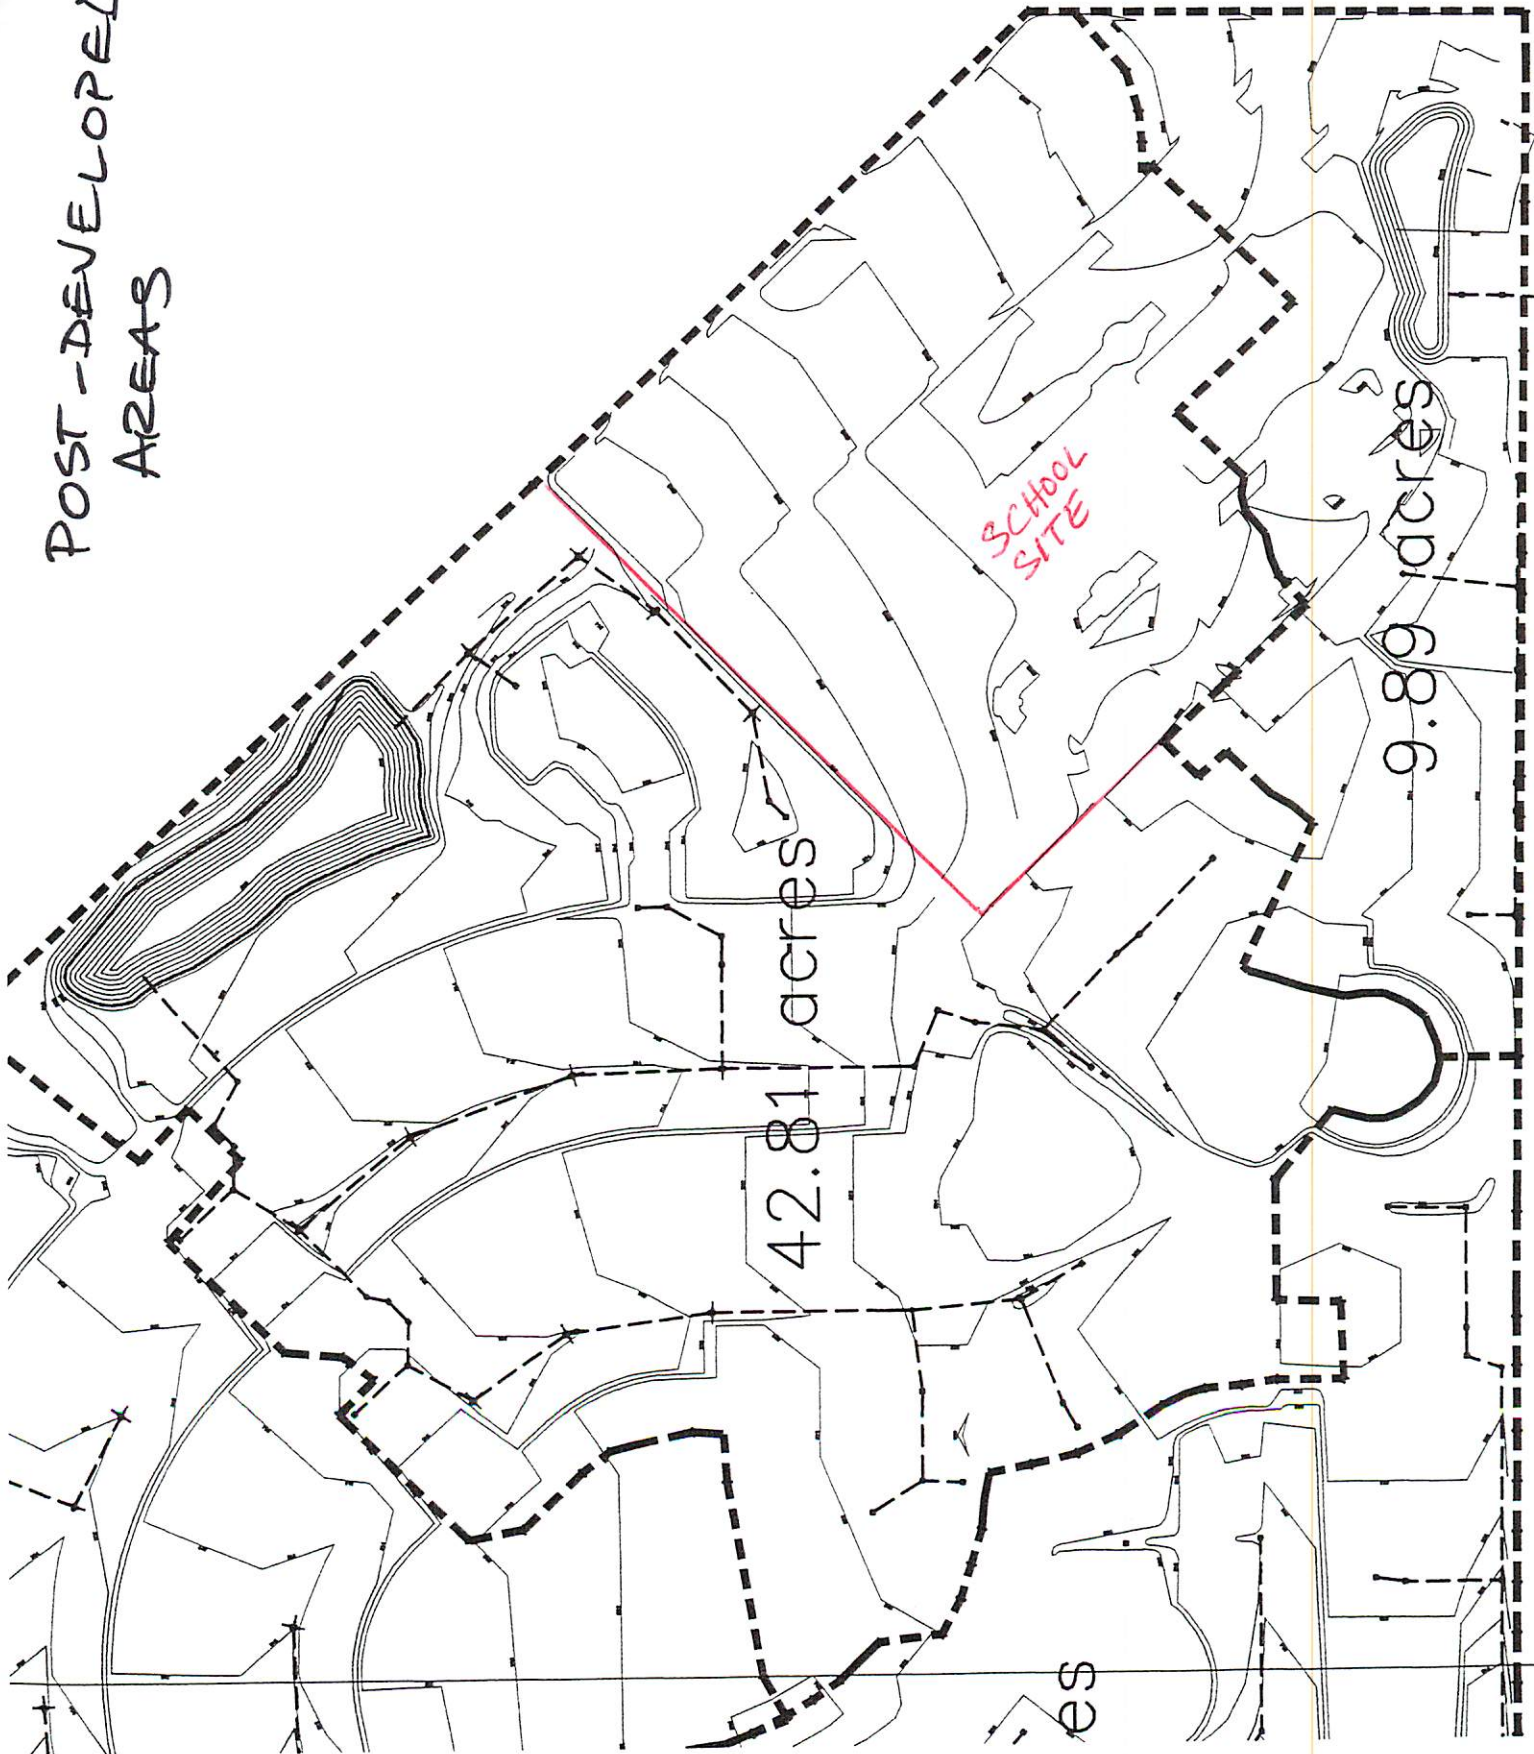 POST-DEVELOPED
AREAS
SCHOOL
SITE
9.89 acres
42.81 acres
es